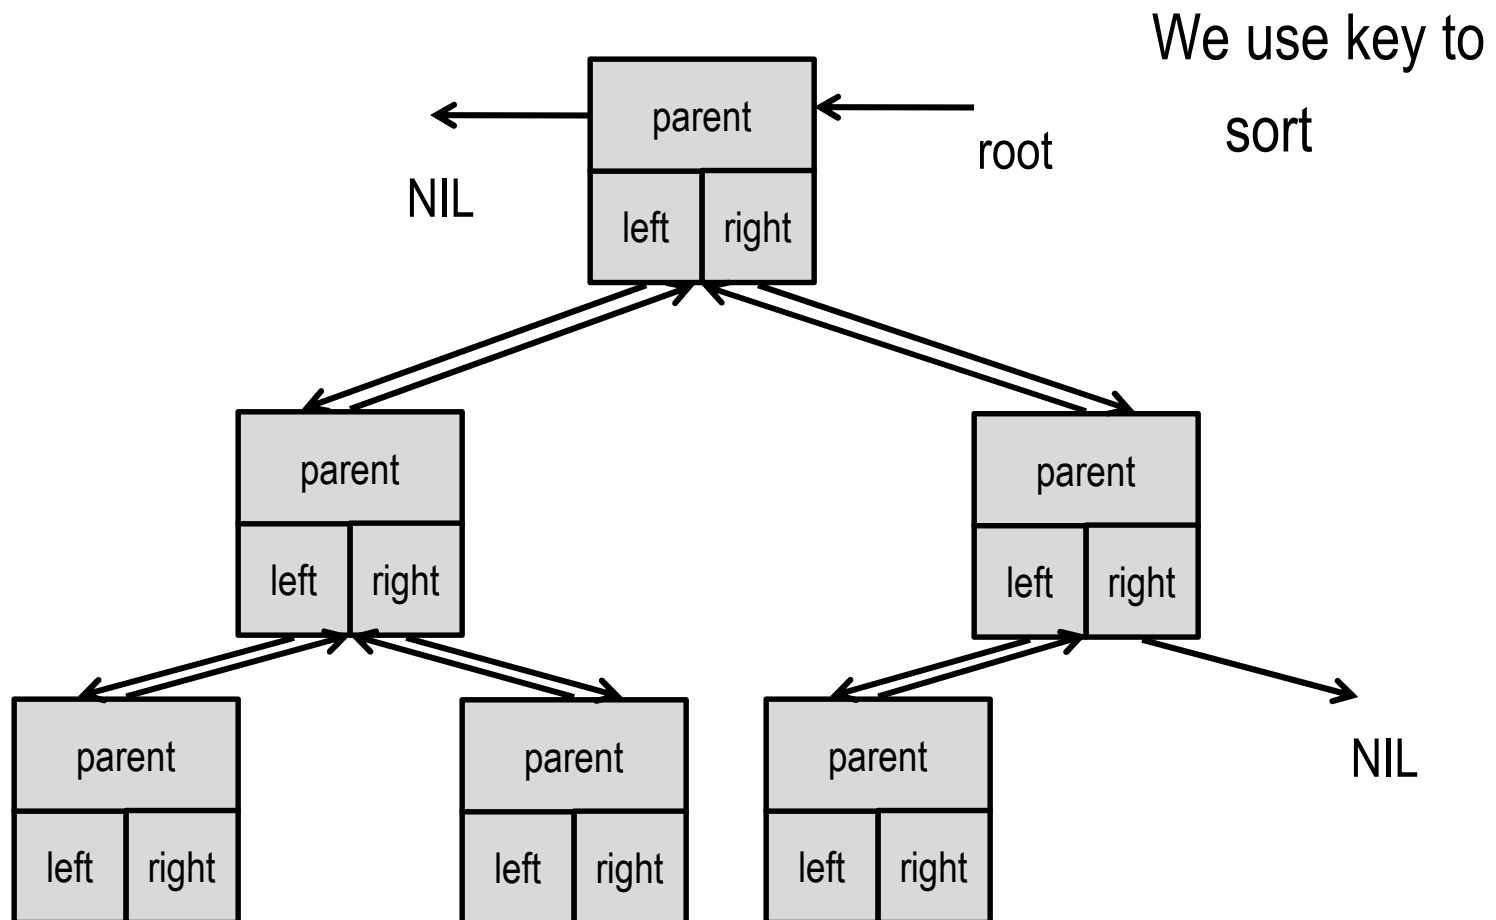 We use key to
sort
parent
root
NIL
left right
parent
parent
left right
left right
parent
parent
parent
NIL
left right
left right
left right